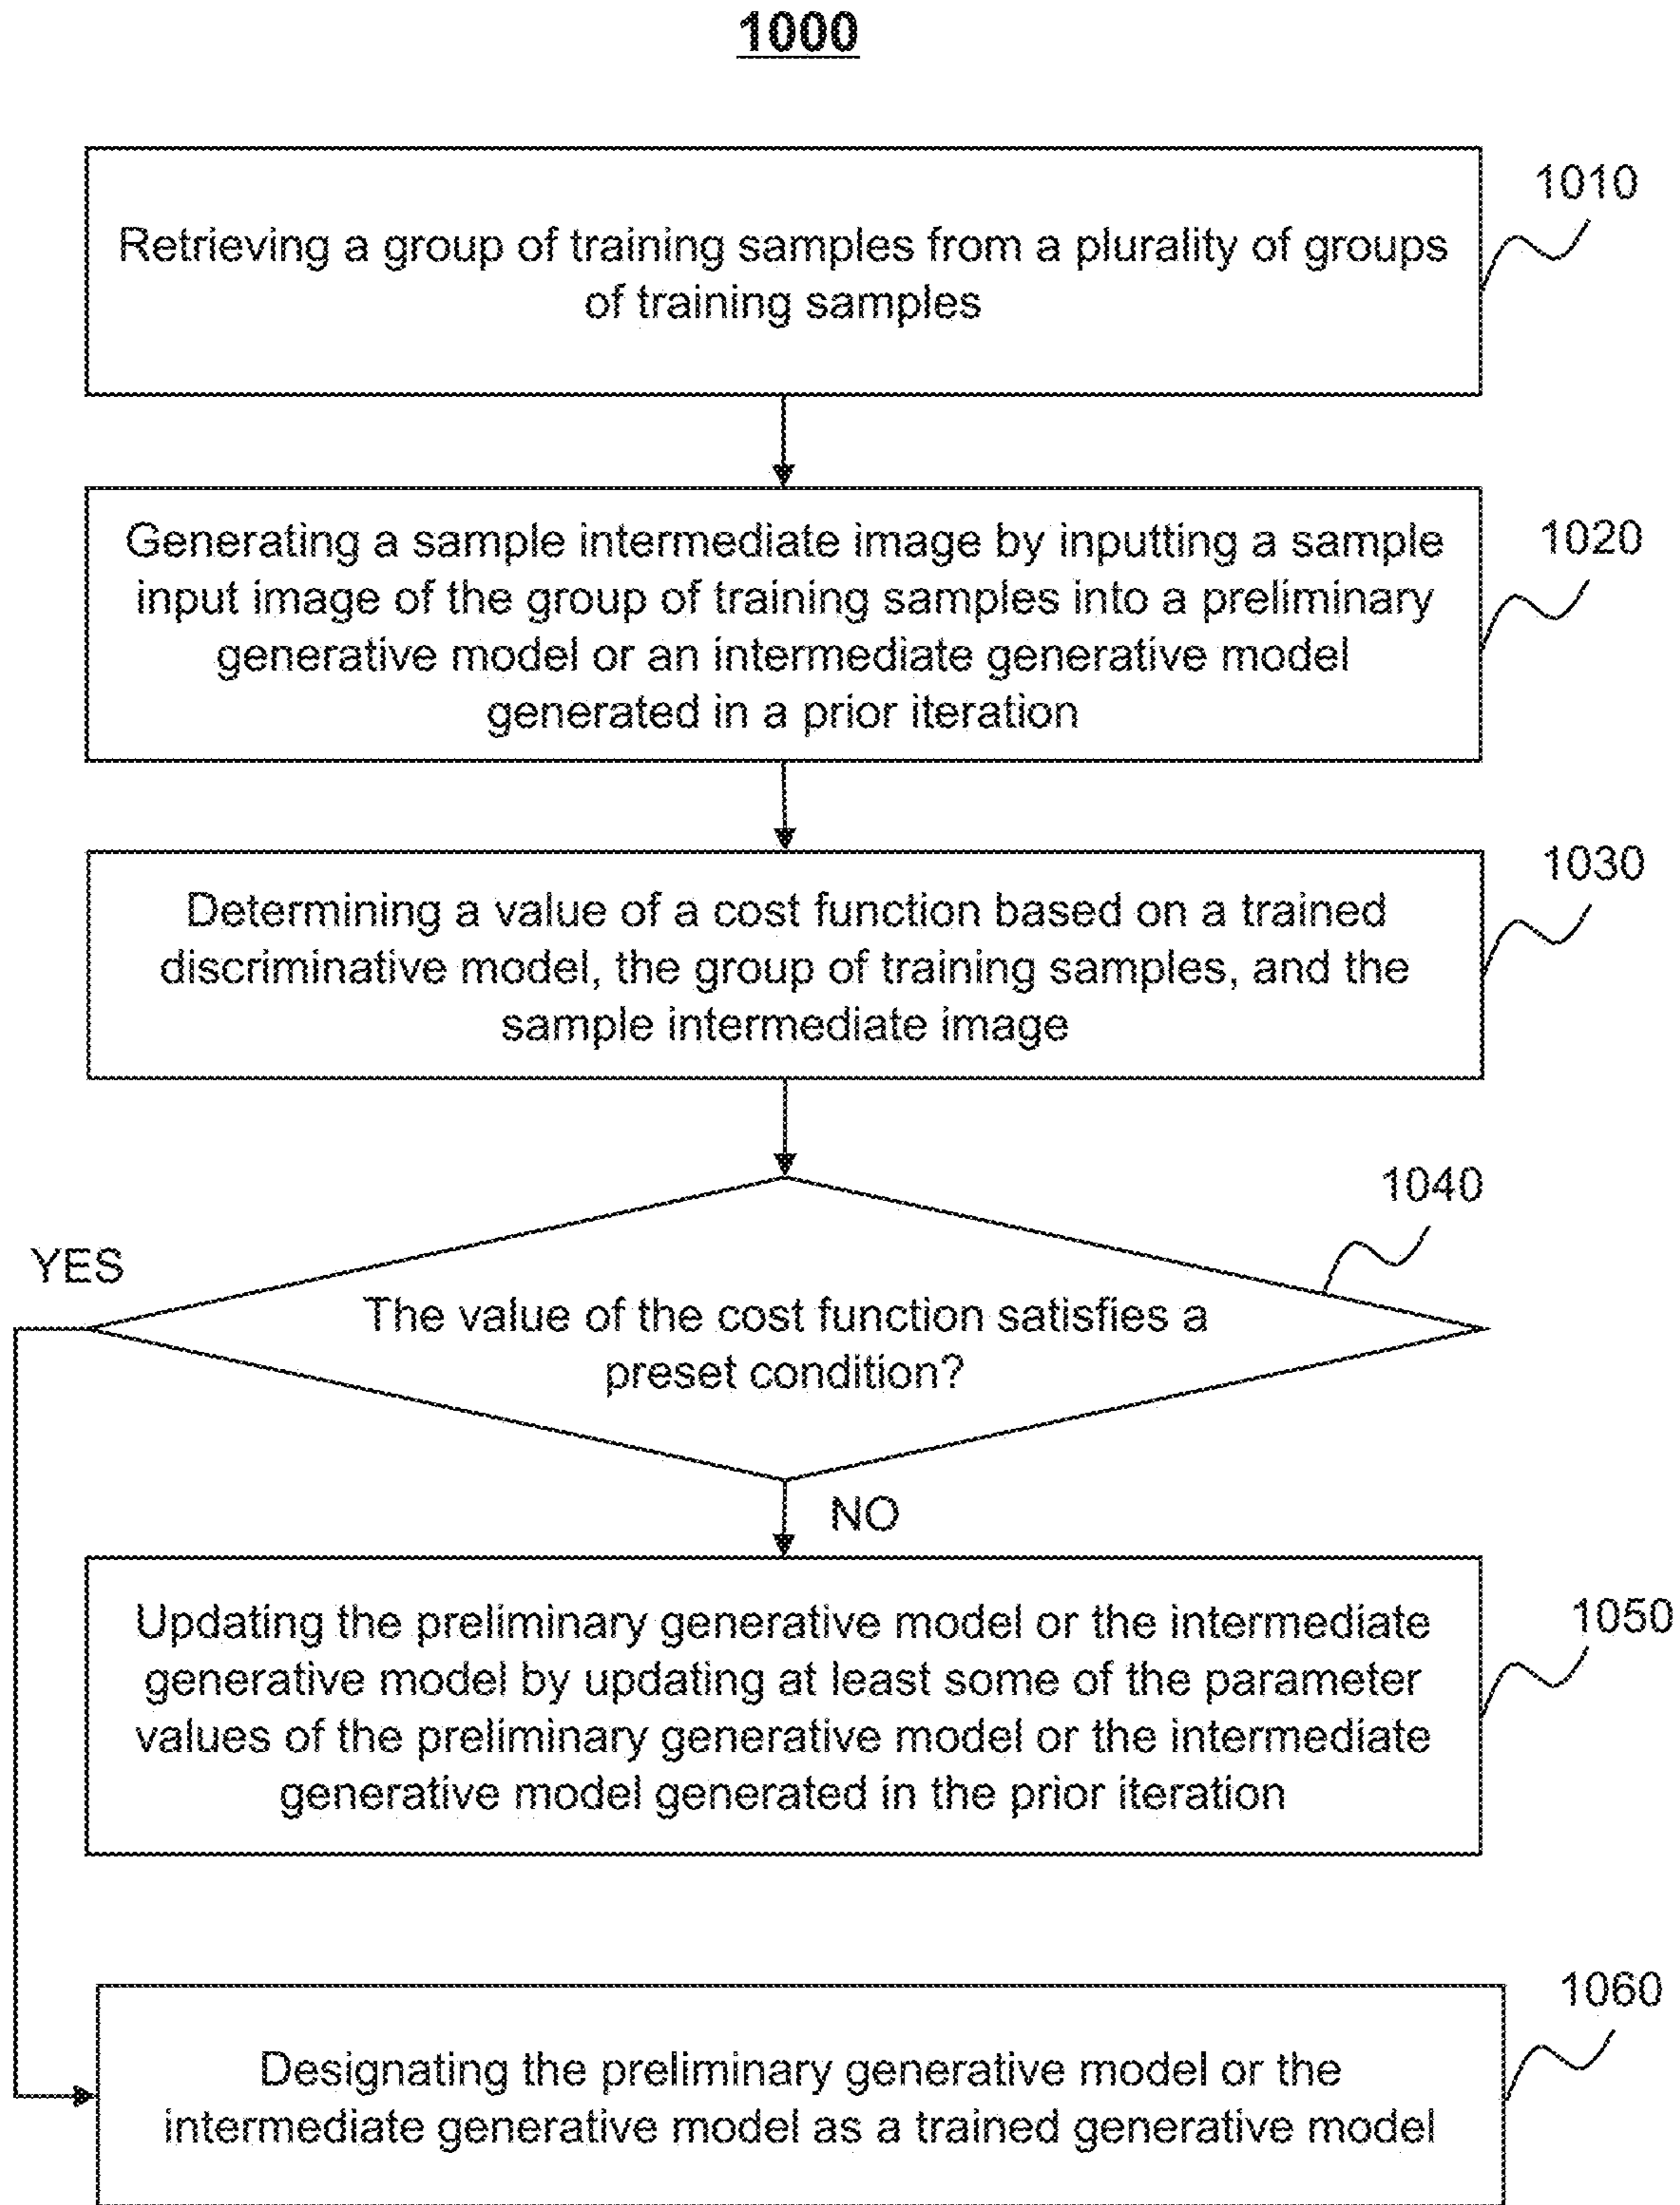 1000
1010
Retrieving a group of training samples from a plurality of groups
of training samples
1020
Generating a sample intermediate image by inputting a sample
input image of the group of training samples into a preliminary
generative model or an intermediate generative model
generated in a prior iteration
1030
Determining a value of a cost function based on a trained
discriminative model, the group of training samples, and the
sample intermediate image
1040
YES
The value of the cost function satisfies a
preset condition?
NO
1050
Updating the preliminary generative model or the intermediate
generative model by updating at least some of the parameter
values of the preliminary generative model or the intermediate
generative model generated in the prior iteration
1060
Designating the preliminary generative model or the
intermediate generative model as a trained generative model